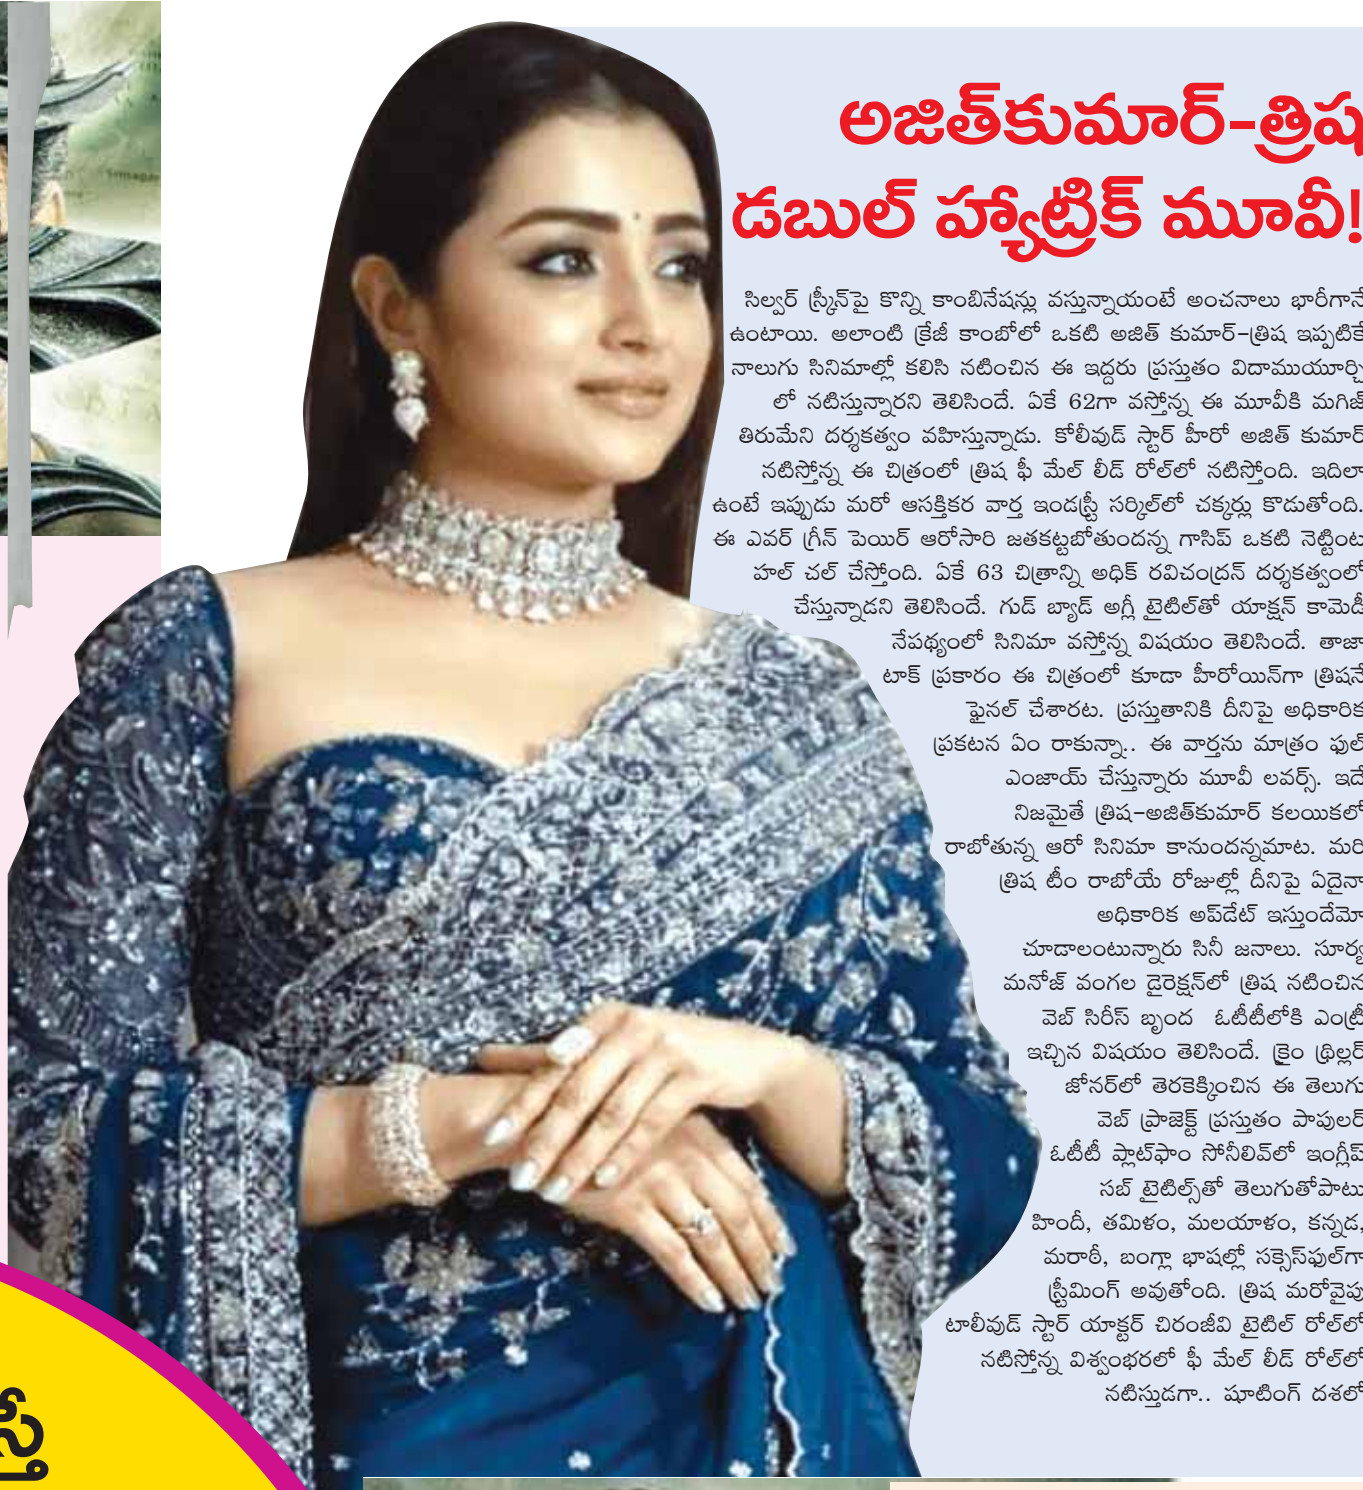 అజిత్‌కుమార్-త్రిష
డబుల్ హ్యాట్రిక్ మూవీ!
సిల్వర్ స్క్రీన్‌పై కొన్ని కాంబినేషన్లు వస్తున్నాయంటే అంచనాలు భారీగానే
ఉంటాయి. అలాంటి క్రేజీ కాంబోలో ఒకటి అజిత్ కుమార్-త్రిష ఇప్పటికే
నాలుగు సినిమాల్లో కలిసి నటించిన ఈ ఇద్దరు ప్రస్తుతం విదాముయూర్చి
లో నటిస్తున్నారని తెలిసిందే. ఏకే 62గా వస్తోన్న ఈ మూవీకి మగిజ్
తిరుమేని దర్శకత్వం వహిస్తున్నాడు. కోలీవుడ్ స్టార్ హీరో అజిత్ కుమార్
నటిస్తోన్న ఈ చిత్రంలో త్రిష ఫీ మేల్ లీడ్ రోల్‌లో నటిస్తోంది. ఇదిలా
ఉంటే ఇప్పుడు మరో ఆసక్తికర వార్త ఇండస్ట్రీ సర్కిల్‌లో చక్కర్లు కొడుతోంది.
ఈ ఎవర్ గ్రీన్ పెయిర్ ఆరోసారి జతకట్టబోతుందన్న గాసిప్ ఒకటి నెట్టింట
హల్ చల్ చేస్తోంది. ఏకే 63 చిత్రాన్ని అధిక్ రవిచంద్రన్ దర్శకత్వంలో
చేస్తున్నాడని తెలిసిందే. గుడ్ బ్యాడ్ అగ్లీ టైటిల్‌తో యాక్షన్ కామెడీ
నేపథ్యంలో సినిమా వస్తోన్న విషయం తెలిసిందే. తాజా
టాక్ ప్రకారం ఈ చిత్రంలో కూడా హీరోయిన్‌గా త్రిషనే
ఫైనల్ చేశారట. ప్రస్తుతానికి దీనిపై అధికారిక
ప్రకటన ఏం రాకున్నా.. ఈ వార్తను మాత్రం ఫుల్
ఎంజాయ్ చేస్తున్నారు మూవీ లవర్స్. ఇదే
నిజమైతే త్రిష-అజిత్‌కుమార్ కలయికలో
రాబోతున్న ఆరో సినిమా కానుందన్నమాట. మరి
త్రిష టీం రాబోయే రోజుల్లో దీనిపై ఏదైనా
అధికారిక అప్‌డేట్ ఇస్తుందేమో
చూడాలంటున్నారు సినీ జనాలు. సూర్య
మనోజ్ వంగల డైరెక్షన్‌లో త్రిష నటించిన
వెబ్ సిరీస్ బృంద ఓటీటీలోకి ఎంట్రీ
ఇచ్చిన విషయం తెలిసిందే. క్రైం థ్రిల్లర్
జోనర్‌లో తెరకెక్కించిన ఈ తెలుగు
వెబ్ ప్రాజెక్ట్ ప్రస్తుతం పాపులర్
ఓటీటీ ప్లాట్‌ఫాం సోనీలివ్‌లో ఇంగ్లీష్
సబ్ టైటిల్స్‌తో తెలుగుతోపాటు
హిందీ, తమిళం, మలయాళం, కన్నడ,
మరాఠీ, బంగ్లా భాషల్లో సక్సెస్‌ఫుల్‌గా
స్ట్రీమింగ్ అవుతోంది. త్రిష మరోవైపు
టాలీవుడ్ స్టార్ యాక్టర్ చిరంజీవి టైటిల్ రోల్‌లో
నటిస్తోన్న విశ్వంభరలో ఫీ మేల్ లీడ్ రోల్‌లో
నటిస్తుడగా.. షూటింగ్ దశలో
స్తే